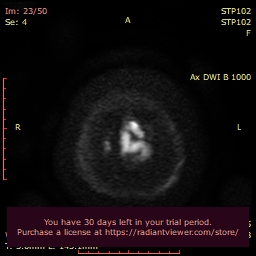 Im: 23/50
Se: 4
A
STP102
STP102
F
Ax DWI B 1000
R
L
You have 30 days left in your trial period.
Purchase a license at https://radiantviewer.com/store/